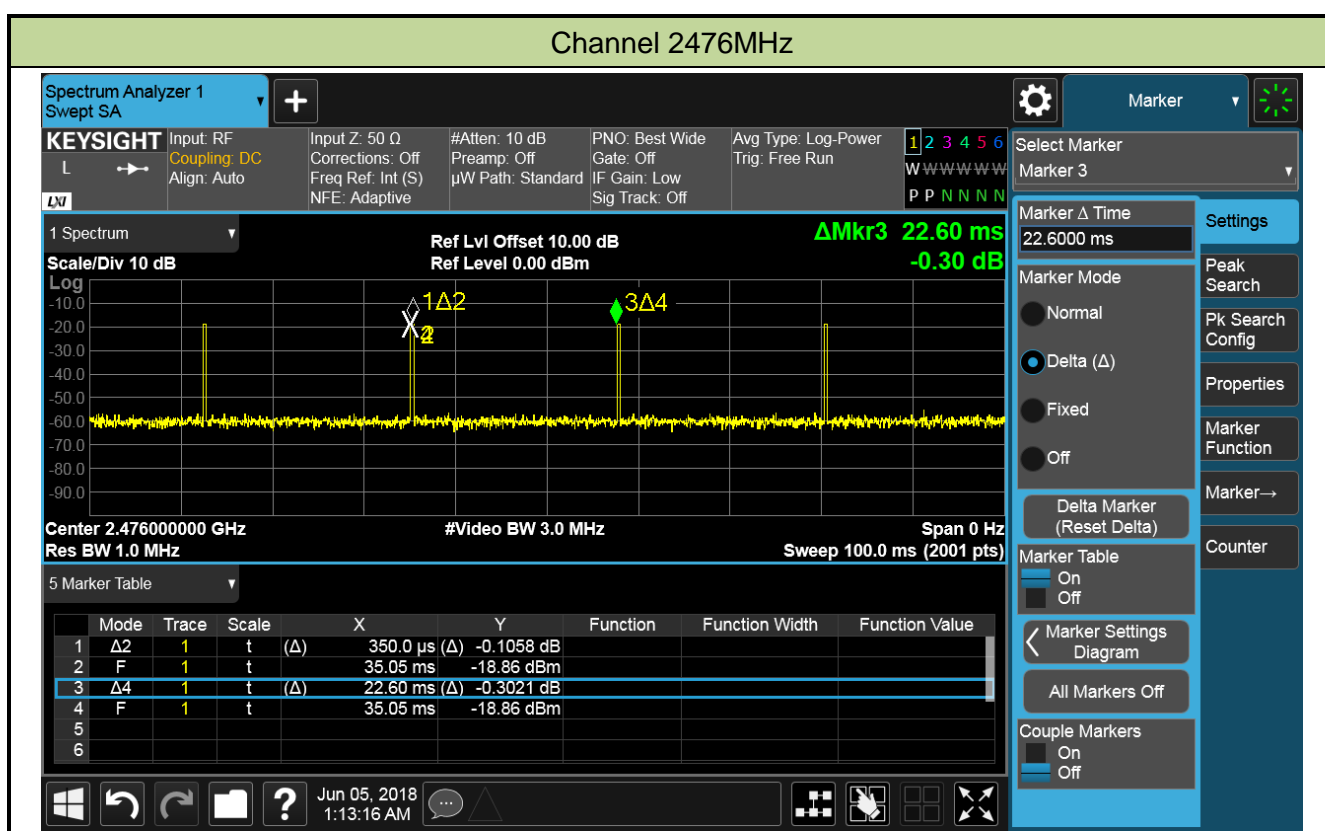 Channel 2476MHz
Spectrum Analyzer 1
Swept SA
Marker
KEYSIGHT
L
LXI
Input: RF
Coupling: DC
Align: Auto
Input Z: 50 Ω
Corrections: Off
Freq Ref: Int (S)
NFE: Adaptive
#Atten: 10 dB
Preamp: Off
µW Path: Standard
PNO: Best Wide
Gate: Off
IF Gain: Low
Sig Track: Off
Avg Type: Log-Power
Trig: Free Run
1 2 3 4 5 6
W W W W W W
P P N N N N
Select Marker
Marker 3
1 Spectrum
Scale/Div 10 dB
Ref Lvl Offset 10.00 dB
Ref Level 0.00 dBm
ΔMkr3 22.60 ms
-0.30 dB
Log
-10.0
-20.0
-30.0
-40.0
-50.0
-60.0
-70.0
-80.0
-90.0
1Δ2
3Δ4
Center 2.476000000 GHz
#Video BW 3.0 MHz
Span 0 Hz
Res BW 1.0 MHz
Sweep 100.0 ms (2001 pts)
5 Marker Table
Mode Trace Scale X Y Function Function Width Function Value
1 Δ2 1 t (Δ) 350.0 µs (Δ) -0.1058 dB
2 F 1 t 35.05 ms -18.86 dBm
3 Δ4 1 t (Δ) 22.60 ms (Δ) -0.3021 dB
4 F 1 t 35.05 ms -18.86 dBm
5
6
Marker Δ Time
22.6000 ms
Marker Mode
Normal
Delta (Δ)
Fixed
Off
Delta Marker
(Reset Delta)
Marker Table
On
Off
Marker Settings
Diagram
All Markers Off
Couple Markers
On
Off
Settings
Peak
Search
Pk Search
Config
Properties
Marker
Function
Marker→
Counter
?
Jun 05, 2018
1:13:16 AM